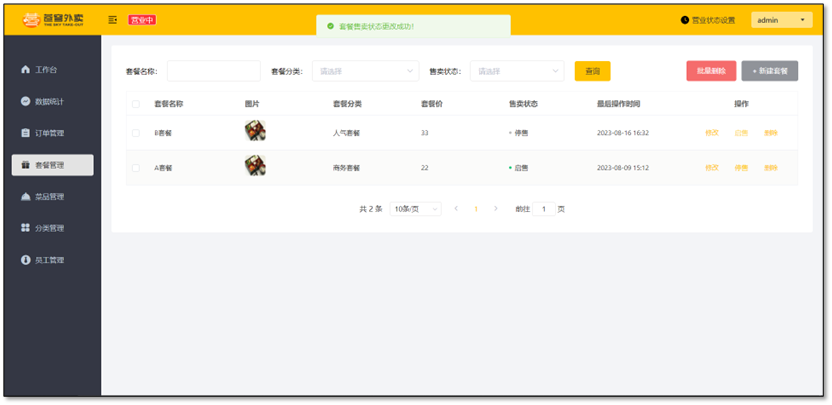 苍穹外卖
THE SKY TAKE-OUT
营业中
套餐售卖状态更改成功!
营业状态设置
admin
工作台
数据统计
订单管理
套餐管理
菜品管理
分类管理
员工管理
套餐名称:
套餐分类: 请选择
售卖状态: 请选择
查询
批量删除
+ 新建套餐
套餐名称 图片 套餐分类 套餐价 售卖状态 最后操作时间 操作
B套餐 人气套餐 33 停售 2023-08-16 16:32 修改 启售 删除
A套餐 商务套餐 22 启售 2023-08-09 15:12 修改 停售 删除
共 2 条 10条/页 1 前往 1 页